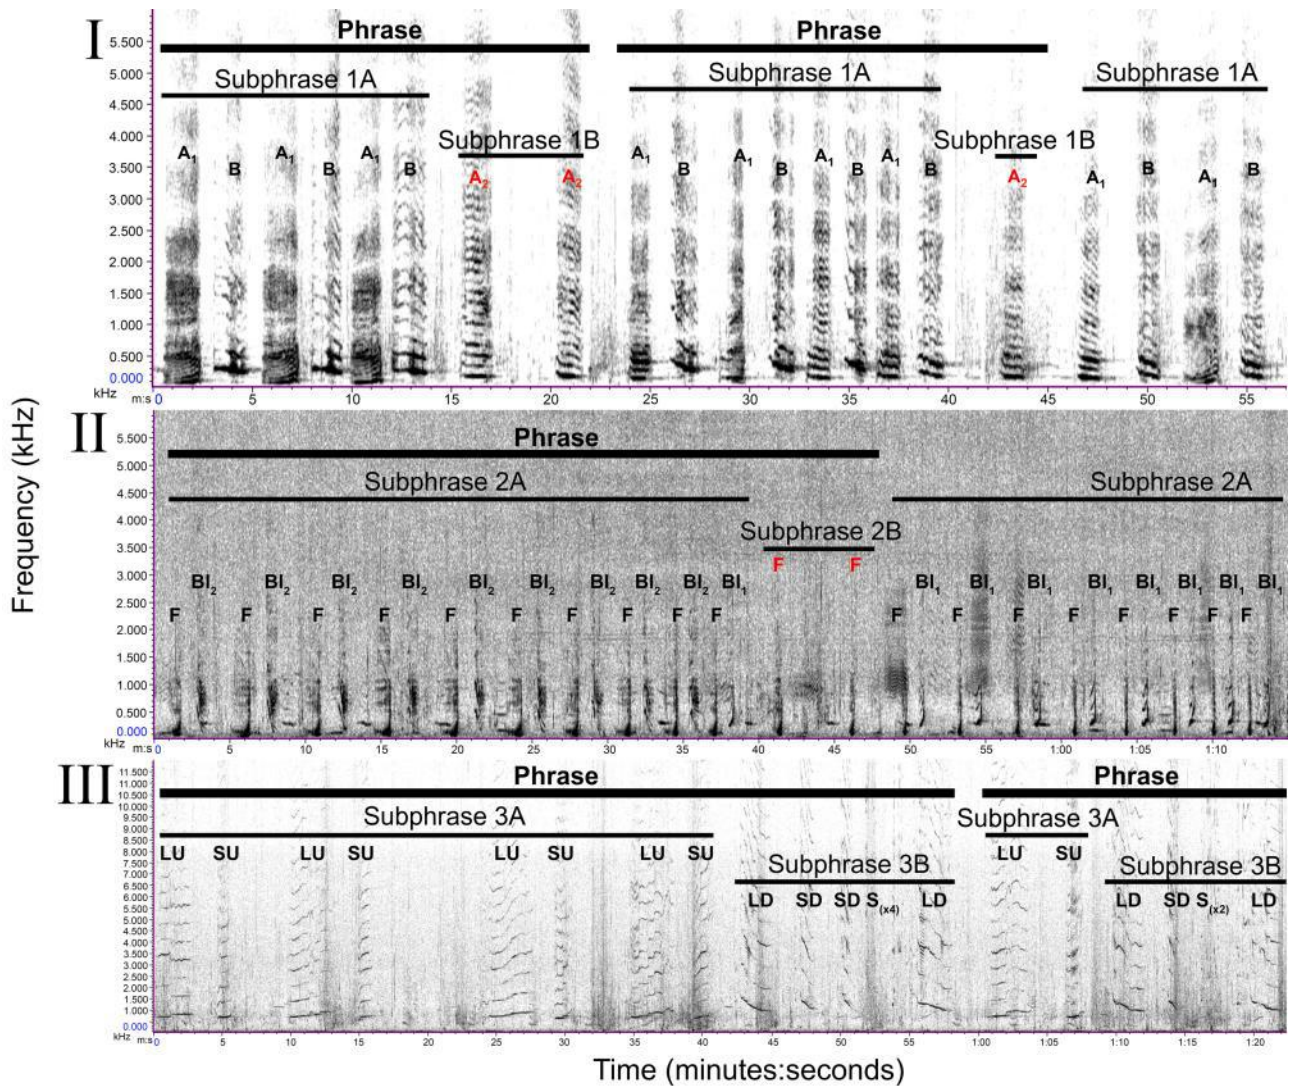 I
Phrase Phrase
Subphrase 1A Subphrase 1A Subphrase 1A
Subphrase 1B Subphrase 1B
A₁ B A₁ B A₁ B A₂ A₂ A₁ B A₁ B A₁ B A₁ B A₂ A₁ B A₁ B
5.500
5.000
4.500
4.000
3.500
3.000
2.500
2.000
1.500
1.000
0.500
0.000
kHz m:s 0 5 10 15 20 25 30 35 40 45 50 55
II
Phrase
Subphrase 2A Subphrase 2A
Subphrase 2B
F F
BI₂ BI₂ BI₂ BI₂ BI₂ BI₂ BI₂ BI₂ BI₂ BI₁ BI₁ BI₁ BI₁ BI₁ BI₁ BI₁ BI₁ BI₁
F F F F F F F F F F F F F F F F F F
5.500
5.000
4.500
4.000
3.500
3.000
2.500
2.000
1.500
1.000
0.500
0.000
kHz m:s 0 5 10 15 20 25 30 35 40 45 50 55 1:00 1:05 1:10
III
Phrase Phrase
Subphrase 3A Subphrase 3A
LU SU LU SU LU SU LU SU LU SU
Subphrase 3B Subphrase 3B
LD SD SD S(x4) LD LD SD S(x2) LD
11.500
10.500
10.000
9.500
9.000
8.500
8.000
7.500
6.500
6.000
5.500
5.000
4.500
4.000
3.500
3.000
2.500
2.000
1.500
1.000
0.000
kHz m:s 0 5 10 15 20 25 30 35 40 45 50 55 1:00 1:05 1:10 1:15 1:20
Frequency (kHz)
Time (minutes:seconds)